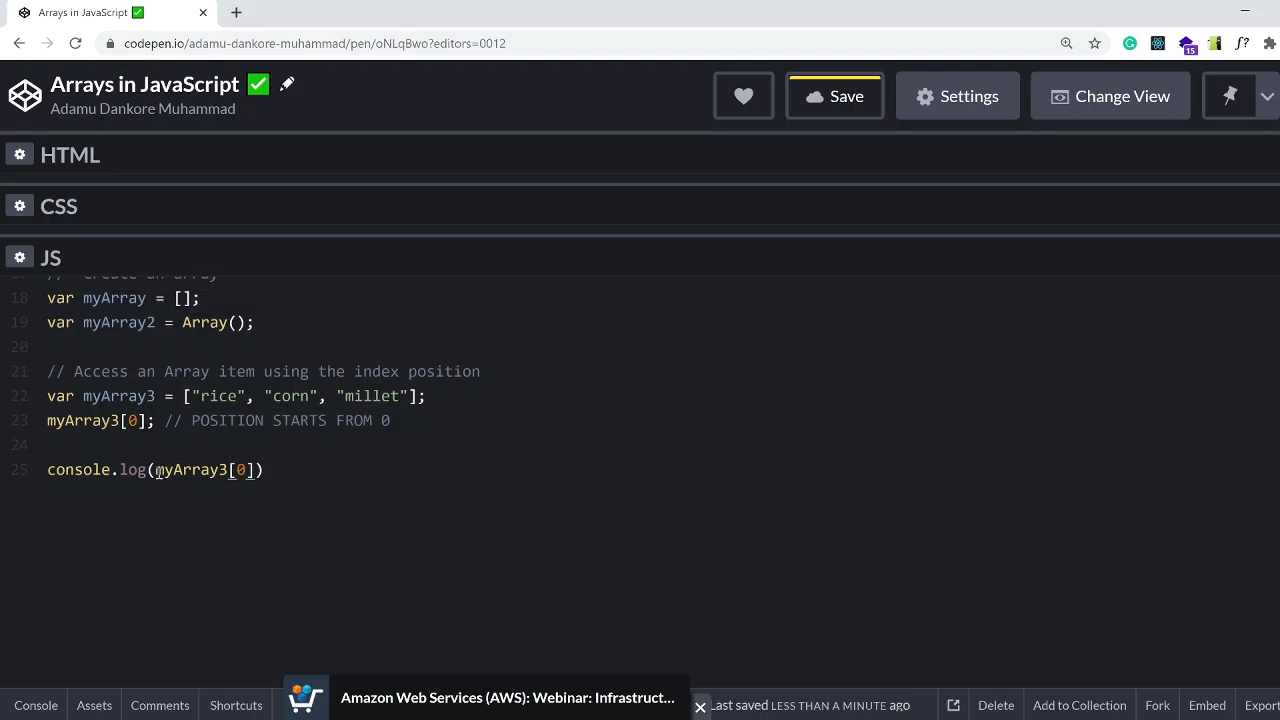 Arrays in JavaScript ✅
codepen.io/adamu-dankore-muhammad/pen/oNLqBwo?editors=0012
15
f?
Arrays in JavaScript ✅
Adamu Dankore Muhammad
Save
Settings
Change View
HTML
CSS
JS
18 var myArray = [];
19 var myArray2 = Array();
20
21 // Access an Array item using the index position
22 var myArray3 = ["rice", "corn", "millet"];
23 myArray3[0]; // POSITION STARTS FROM 0
24
25 console.log(myArray3[0])
Console Assets Comments Shortcuts
Amazon Web Services (AWS): Webinar: Infrastruct...
Last saved LESS THAN A MINUTE ago
Delete Add to Collection Fork Embed Export